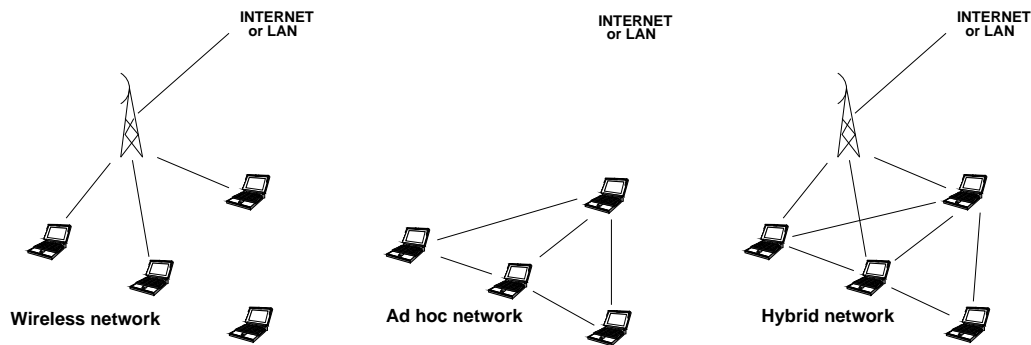 INTERNET
or LAN
INTERNET
or LAN
INTERNET
or LAN
Wireless network
Ad hoc network
Hybrid network